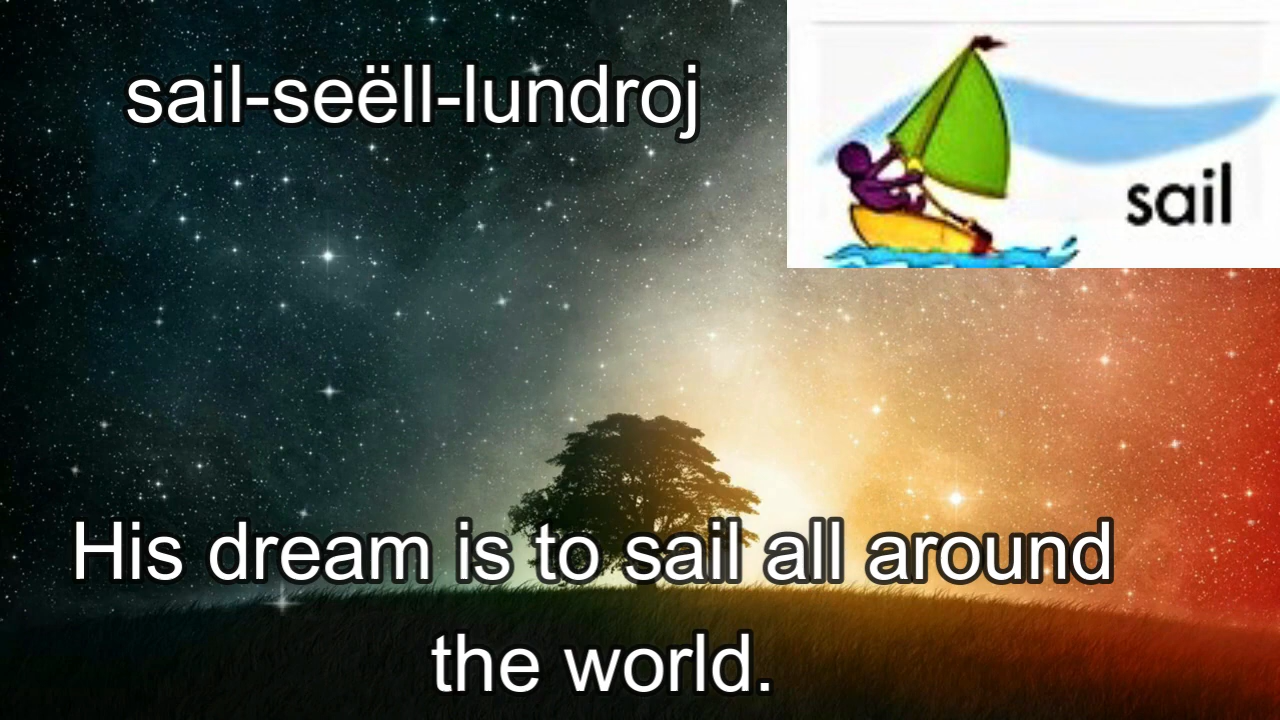 sail-seëll-lundroj
sail
His dream is to sail all around
the world.